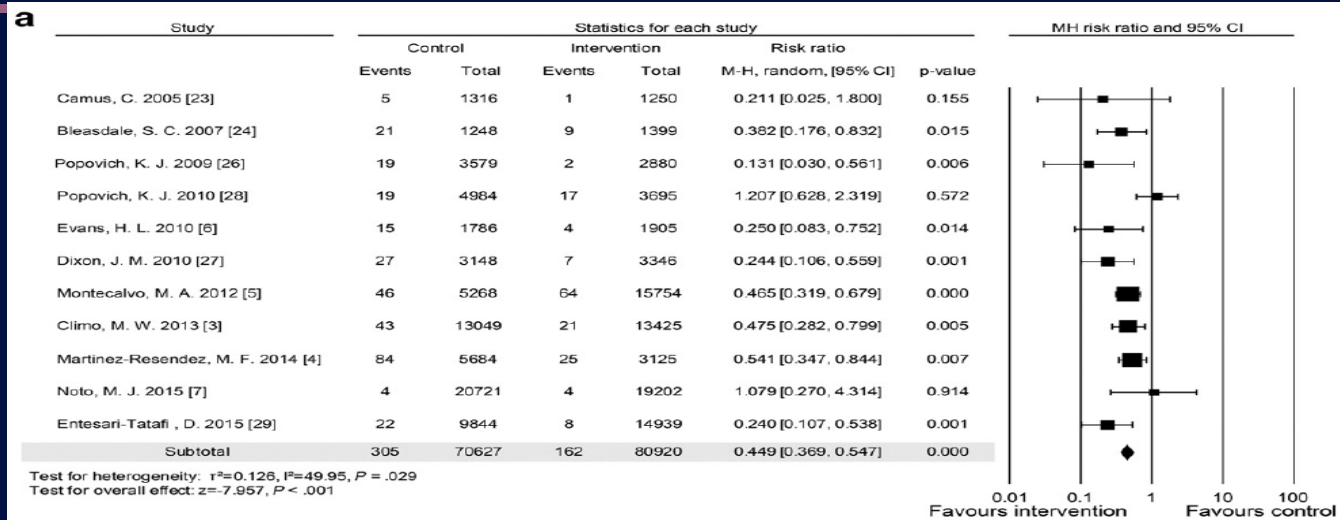 a
Study Statistics for each study MH risk ratio and 95% CI
Control Intervention Risk ratio
Events Total Events Total M-H, random, [95% CI] p-value
Camus, C. 2005 [23] 5 1316 1 1250 0.211 [0.025, 1.800] 0.155
Bleasdale, S. C. 2007 [24] 21 1248 9 1399 0.382 [0.176, 0.832] 0.015
Popovich, K. J. 2009 [26] 19 3579 2 2880 0.131 [0.030, 0.561] 0.006
Popovich, K. J. 2010 [28] 19 4984 17 3695 1.207 [0.628, 2.319] 0.572
Evans, H. L. 2010 [6] 15 1786 4 1905 0.250 [0.083, 0.752] 0.014
Dixon, J. M. 2010 [27] 27 3148 7 3346 0.244 [0.106, 0.559] 0.001
Montecalvo, M. A. 2012 [5] 46 5268 64 15754 0.465 [0.319, 0.679] 0.000
Climo, M. W. 2013 [3] 43 13049 21 13425 0.475 [0.282, 0.799] 0.005
Martinez-Resendez, M. F. 2014 [4] 84 5684 25 3125 0.541 [0.347, 0.844] 0.007
Noto, M. J. 2015 [7] 4 20721 4 19202 1.079 [0.270, 4.314] 0.914
Entesari-Tatafi , D. 2015 [29] 22 9844 8 14939 0.240 [0.107, 0.538] 0.001
Subtotal 305 70627 162 80920 0.449 [0.369, 0.547] 0.000
Test for heterogeneity: τ²=0.126, I²=49.95, P = .029
Test for overall effect: z=-7.957, P < .001
0.01 0.1 1 10 100
Favours intervention Favours control